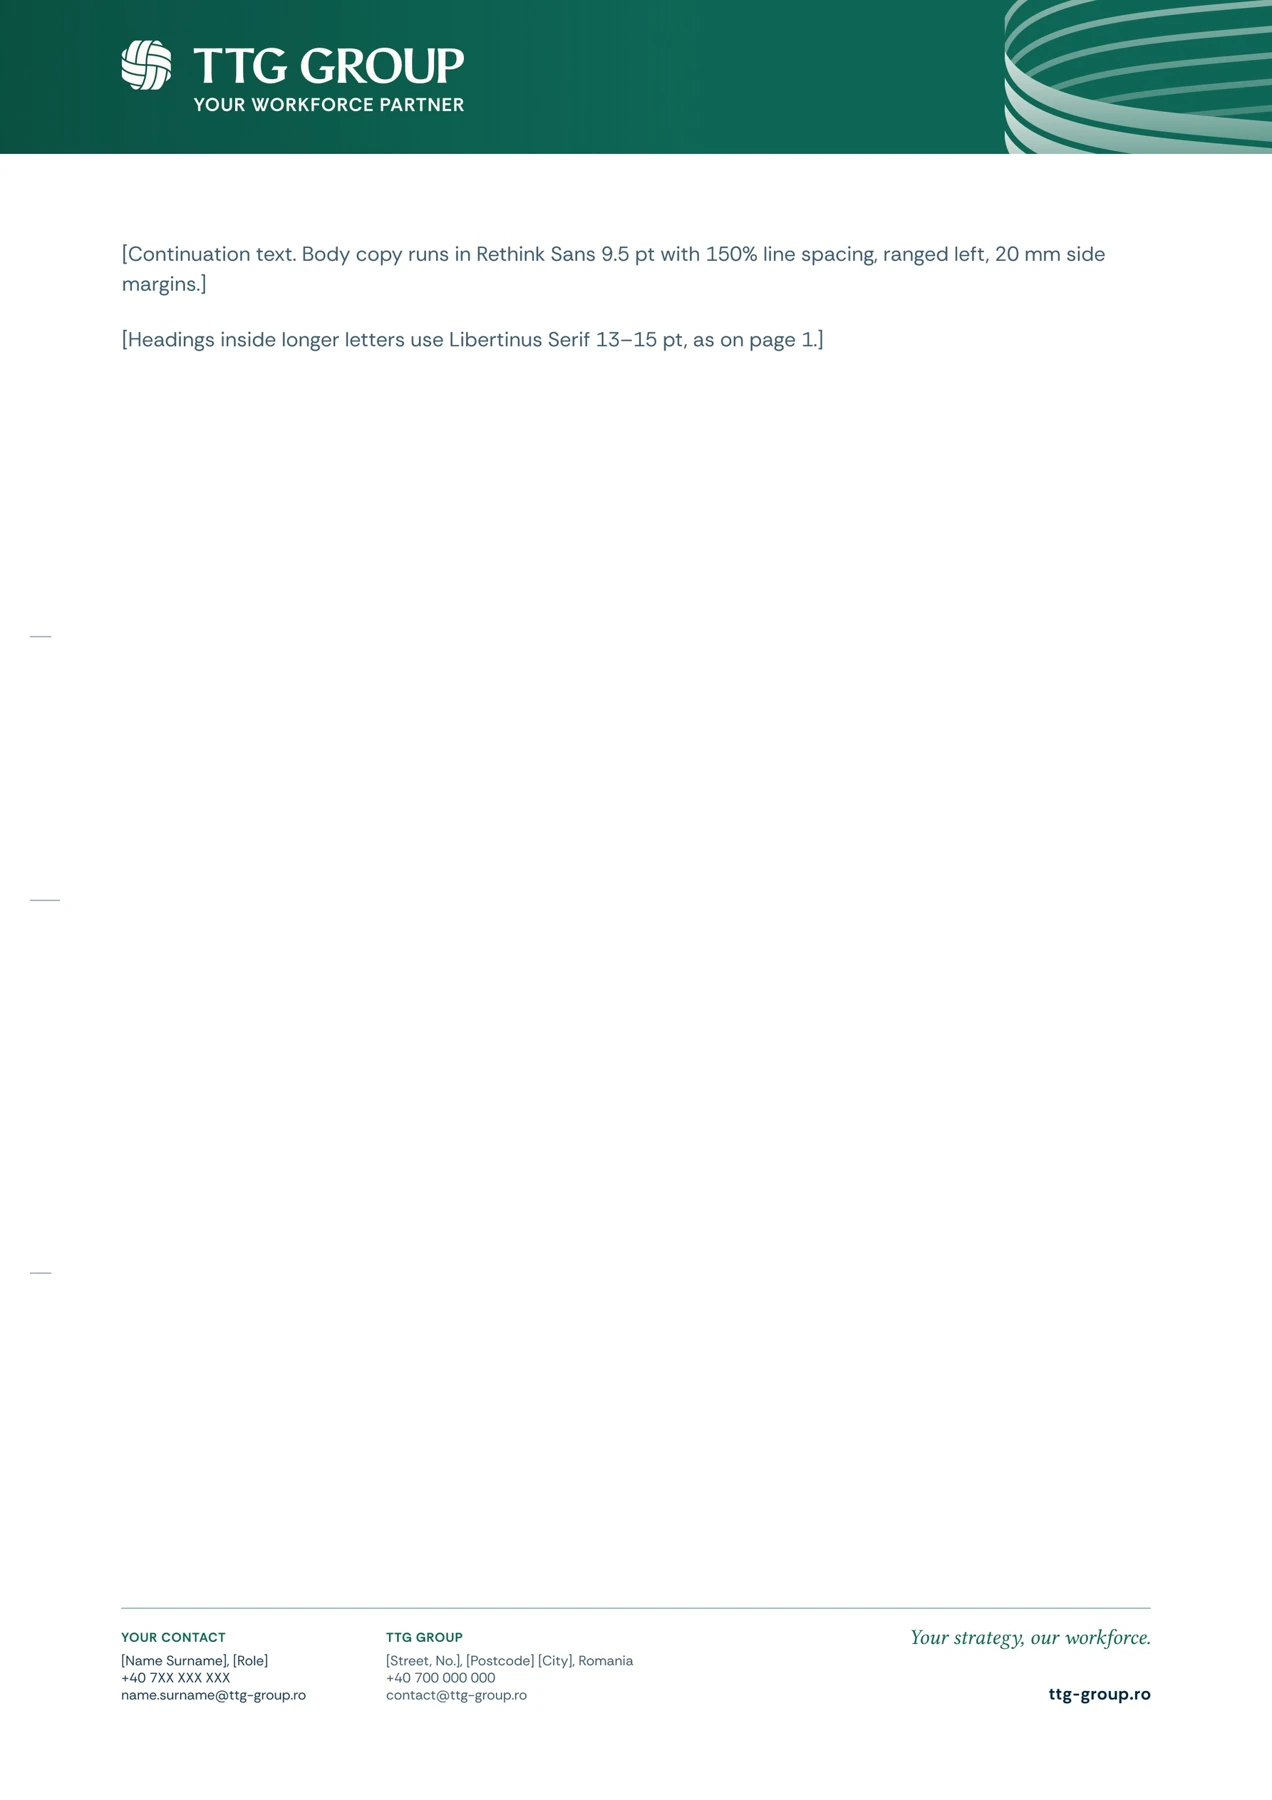 TTG GROUP
YOUR WORKFORCE PARTNER
[Continuation text. Body copy runs in Rethink Sans 9.5 pt with 150% line spacing, ranged left, 20 mm side
margins.]
[Headings inside longer letters use Libertinus Serif 13–15 pt, as on page 1.]
YOUR CONTACT
[Name Surname], [Role]
+40 7XX XXX XXX
name.surname@ttg-group.ro
TTG GROUP
[Street, No.], [Postcode] [City], Romania
+40 700 000 000
contact@ttg-group.ro
Your strategy, our workforce.
ttg-group.ro